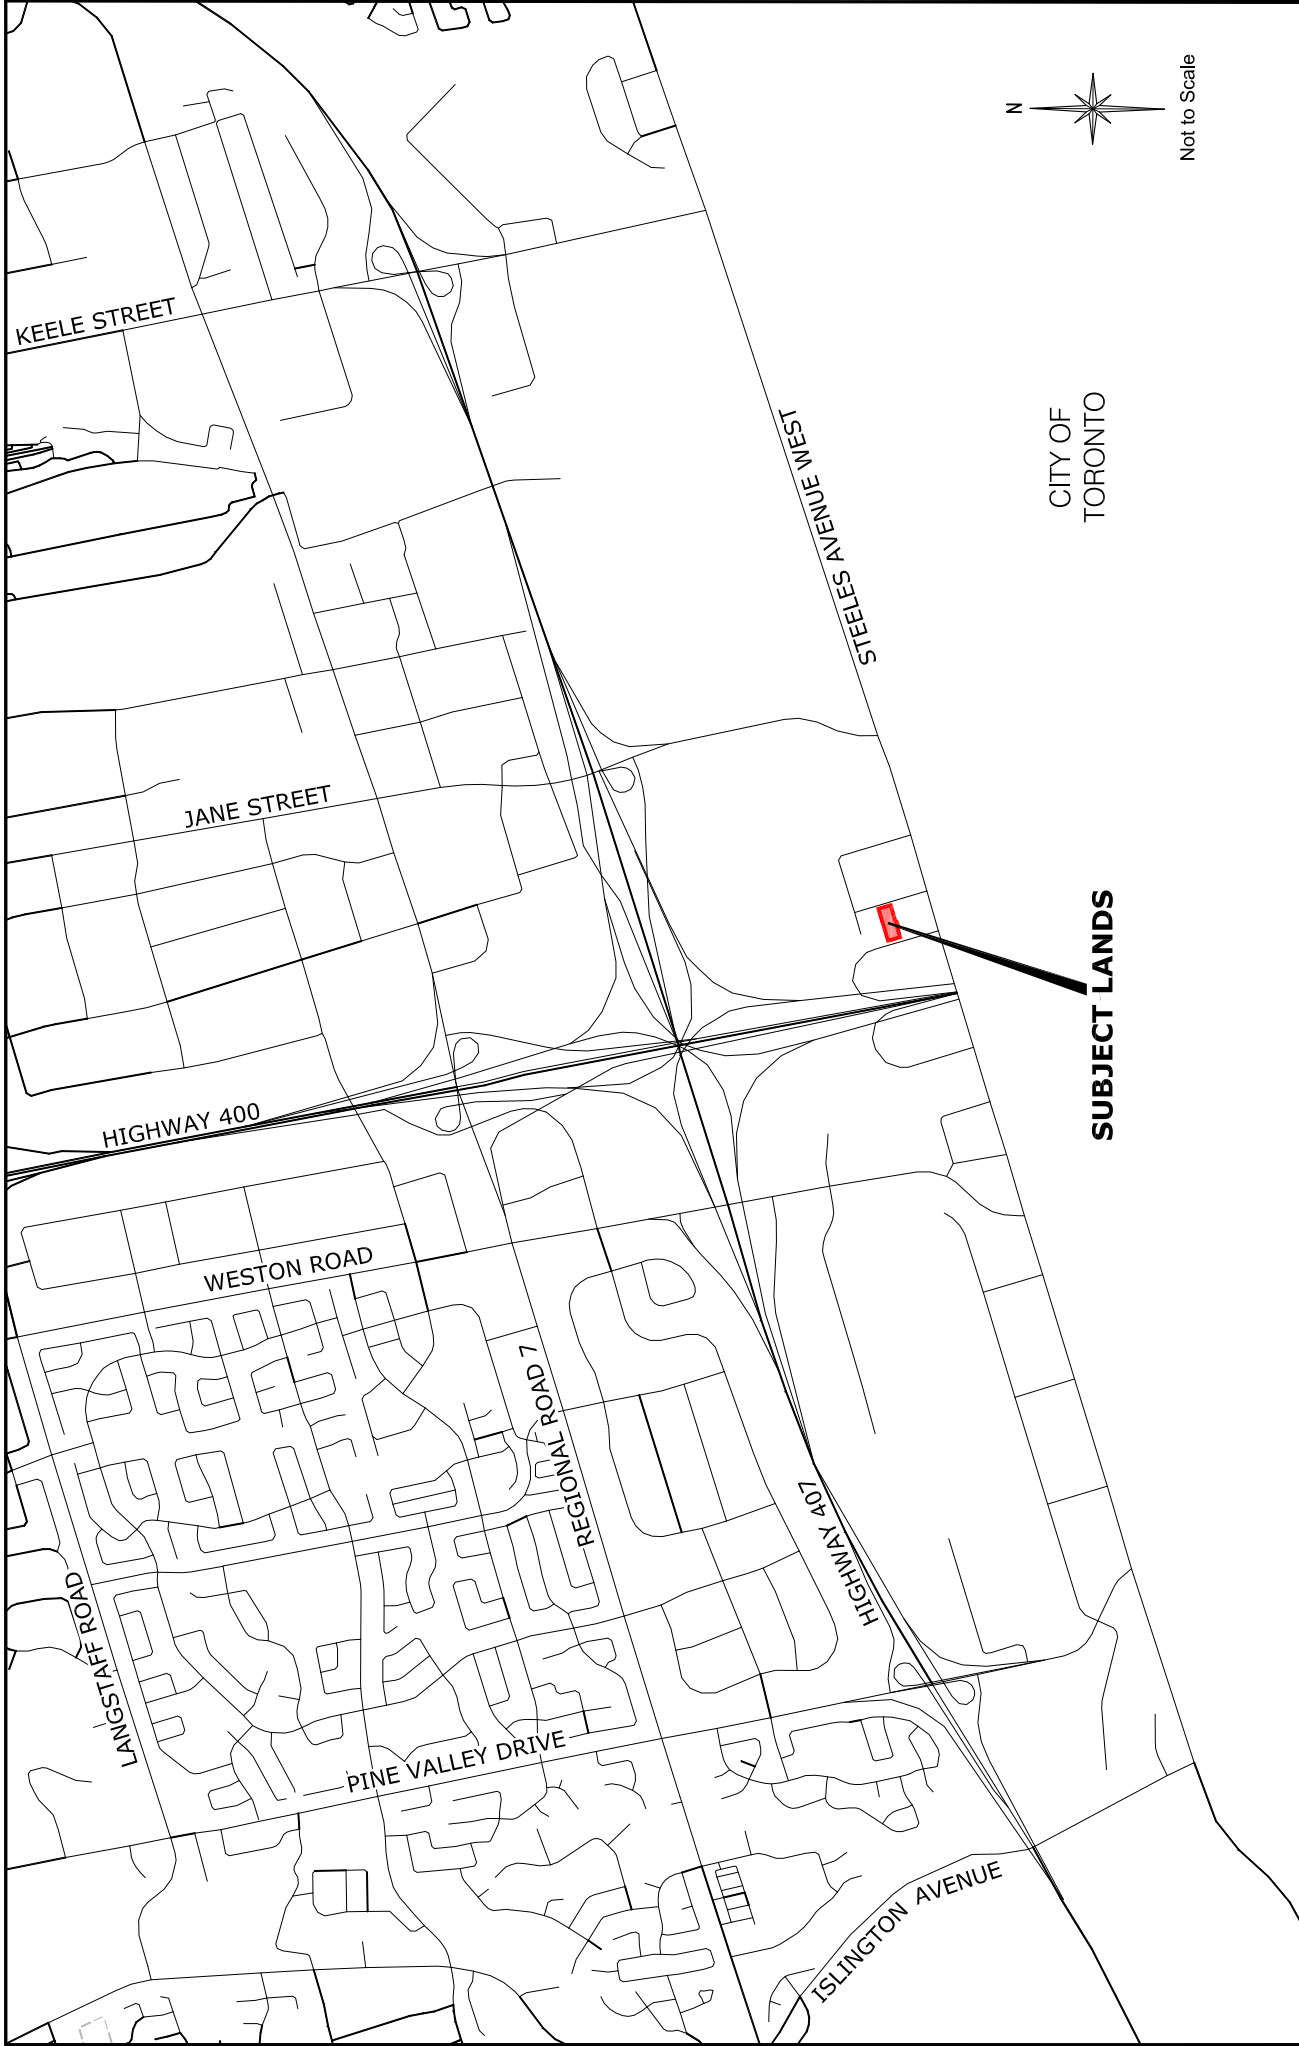 N
Not to Scale
KEELE STREET
STEELES AVENUE WEST
CITY OF
TORONTO
JANE STREET
SUBJECT LANDS
HIGHWAY 400
WESTON ROAD
REGIONAL ROAD 7
HIGHWAY 407
LANGSTAFF ROAD
PINE VALLEY DRIVE
ISLINGTON AVENUE